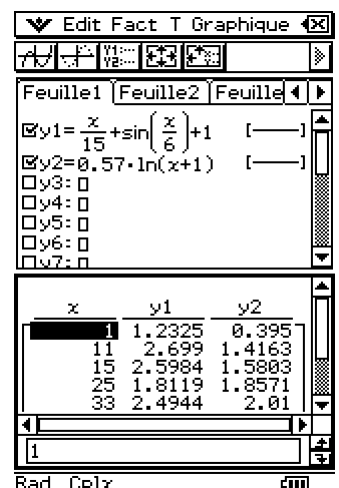 Edit Fact T Graphique
Feuille1 Feuille2 Feuille
y1=x/15+sin(x/6)+1 [—]
y2=0.57·ln(x+1) [—]
y3:
y4:
y5:
y6:
y7:
x y1 y2
1 1.2325 0.395
11 2.699 1.4163
15 2.5984 1.5803
25 1.8119 1.8571
33 2.4944 2.01
1
Rad Cplx